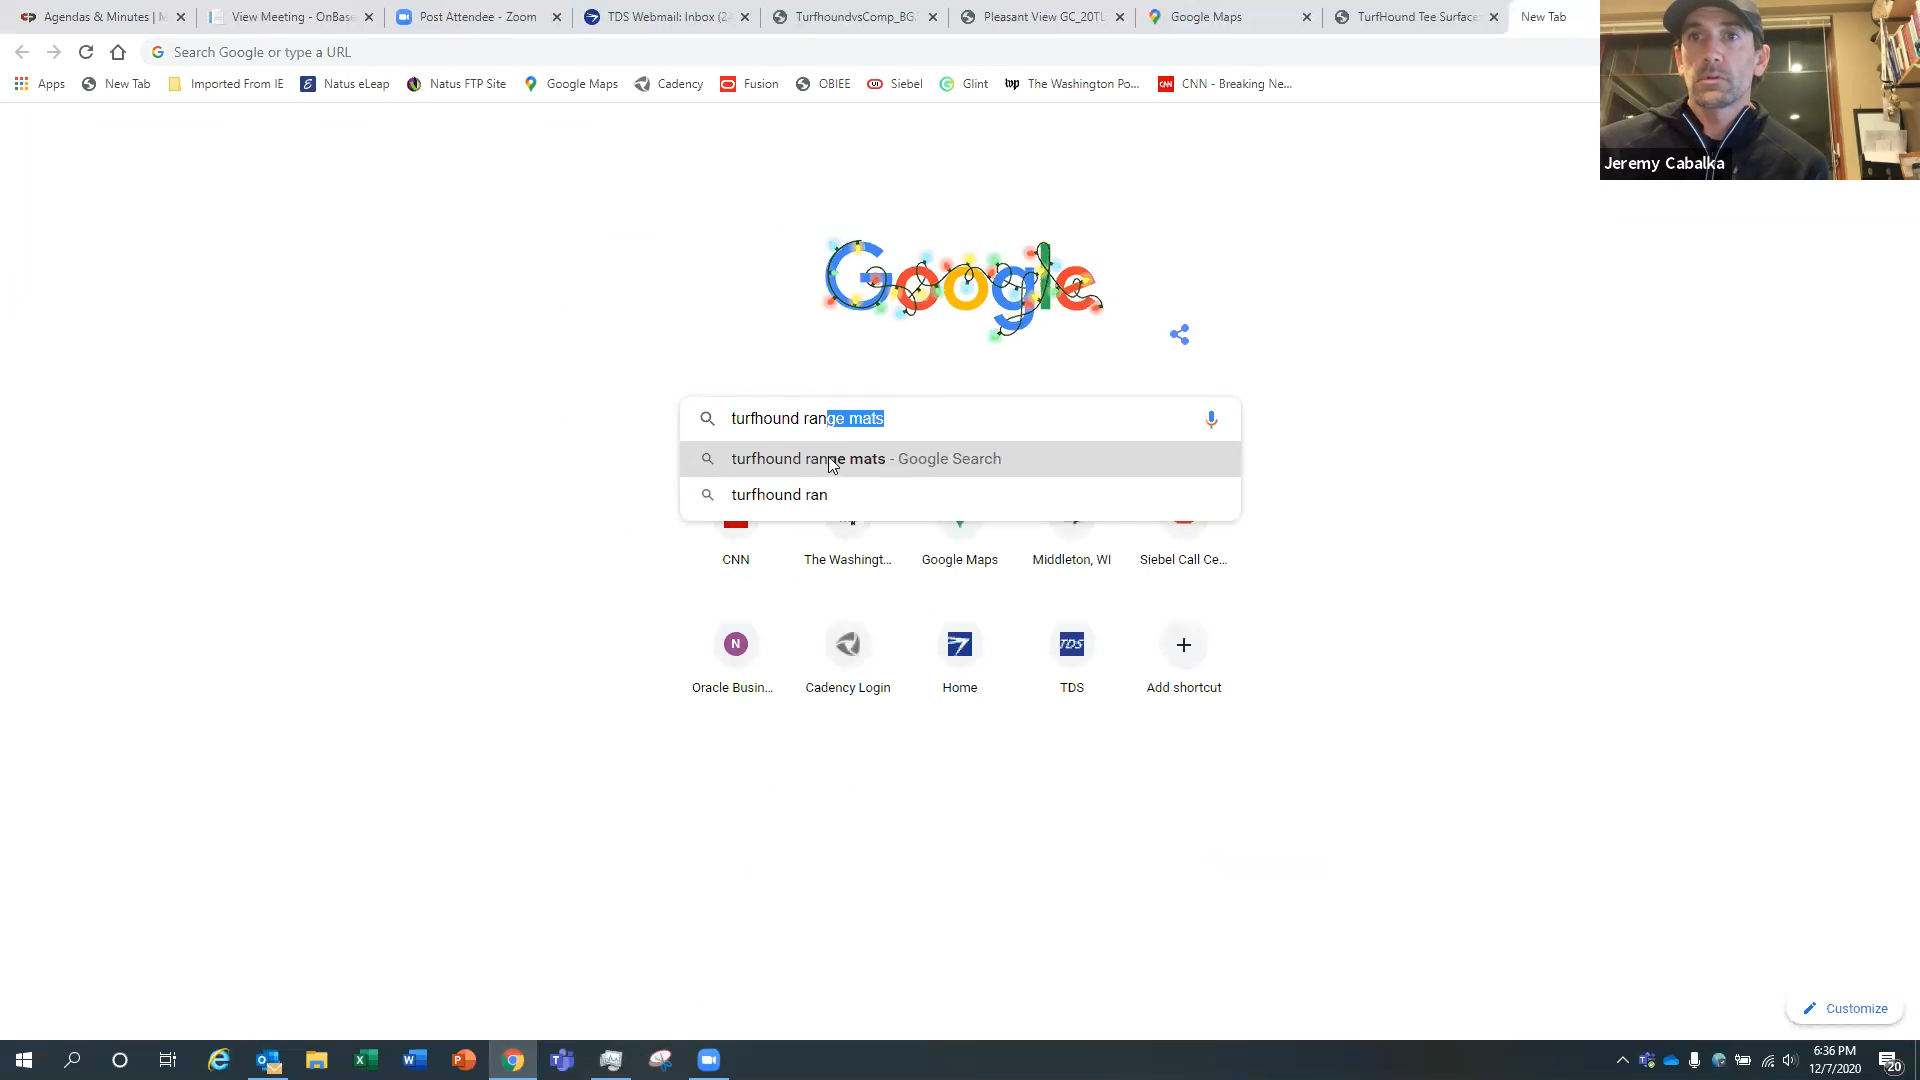 Agendas & Minutes | M
View Meeting - OnBase
Post Attendee - Zoom
TDS Webmail: Inbox (24
TurfhoundvsComp_BG.
Pleasant View GC_20TL
Google Maps
TurfHound Tee Surface
New Tab
Search Google or type a URL
Apps
New Tab
Imported From IE
Natus eLeap
Natus FTP Site
Google Maps
Cadency
Fusion
OBIEE
Siebel
Glint
The Washington Po...
CNN - Breaking Ne...
Jeremy Cabalka
Google
turfhound range mats
turfhound range mats - Google Search
turfhound ran
CNN
The Washingt...
Google Maps
Middleton, WI
Siebel Call Ce...
N
TDS
Oracle Busin...
Cadency Login
Home
TDS
Add shortcut
Customize
6:36 PM
12/7/2020
20